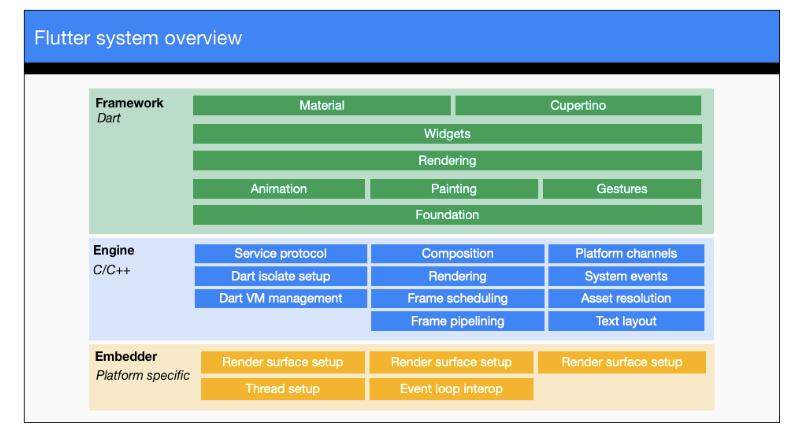 Flutter system overview
Framework
Dart
Material Cupertino
Widgets
Rendering
Animation Painting Gestures
Foundation
Engine
C/C++
Service protocol Composition Platform channels
Dart isolate setup Rendering System events
Dart VM management Frame scheduling Asset resolution
Frame pipelining Text layout
Embedder
Platform specific
Render surface setup Render surface setup Render surface setup
Thread setup Event loop interop